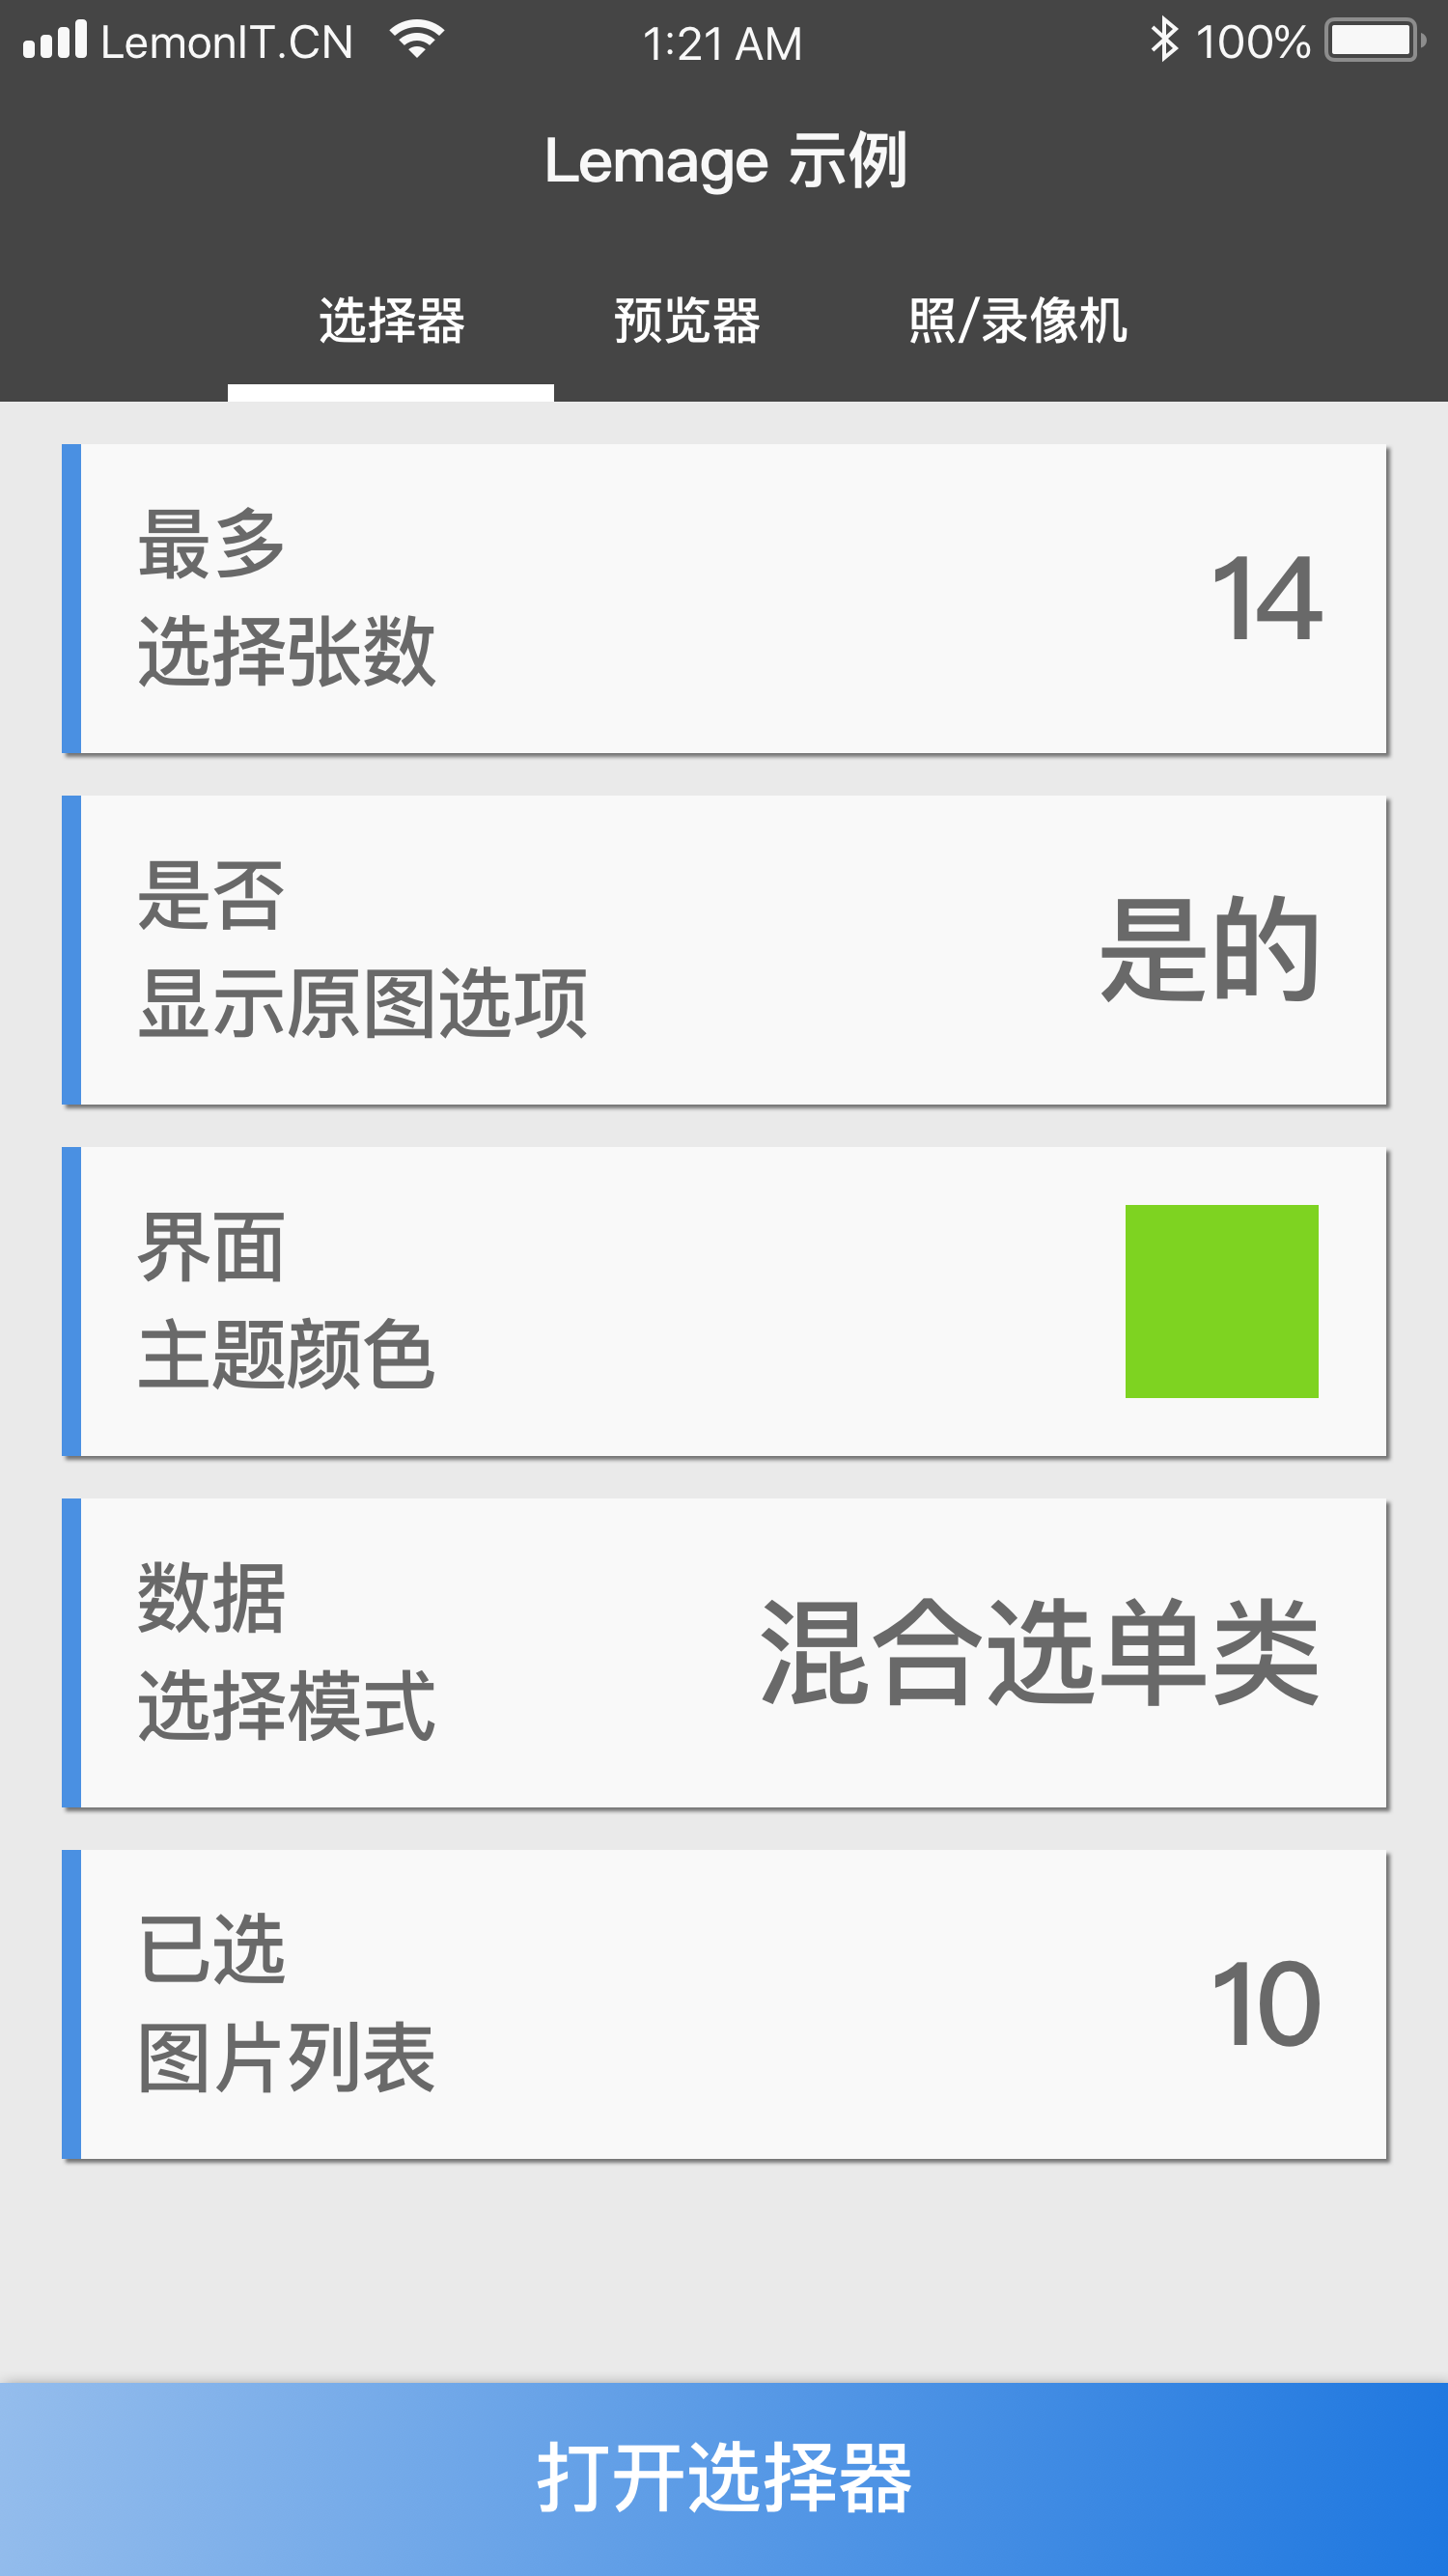 LemonIT.CN 1:21 AM 100%
Lemage 示例
选择器 预览器 照/录像机
最多
选择张数
14
是否
显示原图选项
是的
界面
主题颜色
数据
选择模式
混合选单类
已选
图片列表
10
打开选择器